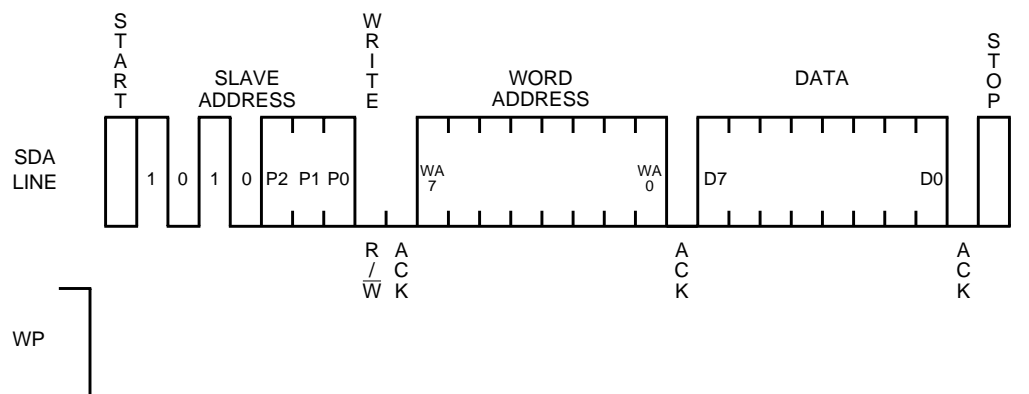 START
WRITE
STOP
SLAVE
ADDRESS
WORD
ADDRESS
DATA
SDA
LINE
1 0 1 0 P2 P1 P0
WA
7
WA
0
D7 D0
R/W̅
ACK
ACK
ACK
WP